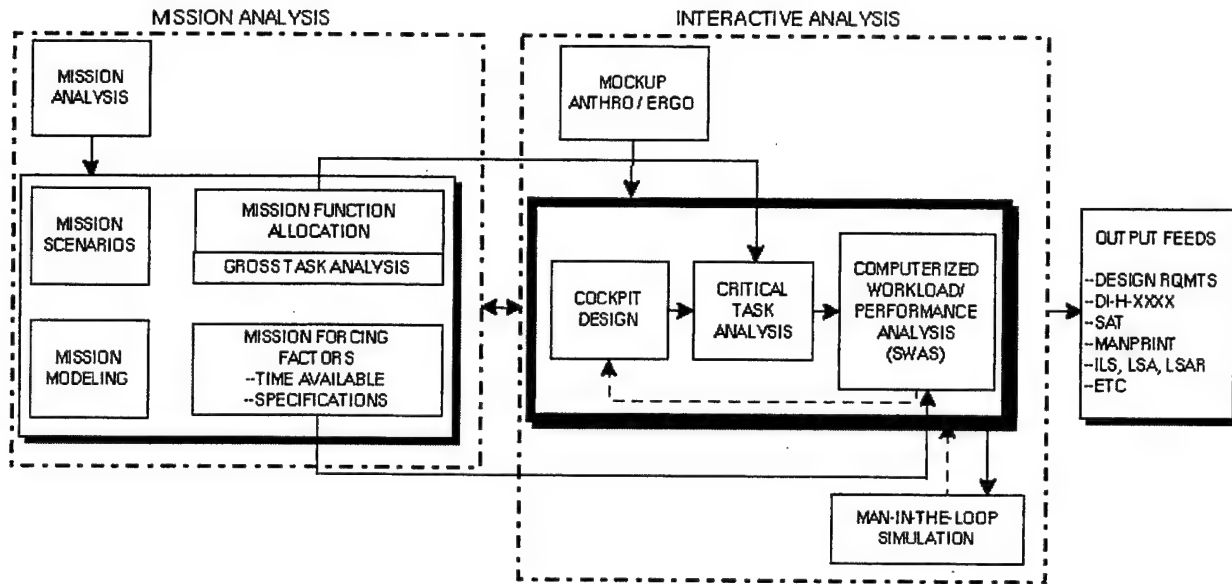 MISSION ANALYSIS
MISSION
ANALYSIS
MISSION
SCENARIOS
MISSION FUNCTION
ALLOCATION
GROSS TASK ANALYSIS
MISSION
MODELING
MISSION FORCING
FACTORS
--TIME AVAILABLE
--SPECIFICATIONS
INTERACTIVE ANALYSIS
MOCKUP
ANTHRO / ERGO
COCKPIT
DESIGN
CRITICAL
TASK
ANALYSIS
COMPUTERIZED
WORKLOAD/
PERFORMANCE
ANALYSIS
(SWAS)
MAN-IN-THE-LOOP
SIMULATION
OUTPUT FEEDS
--DESIGN RQMTS
--DI-H-XXXX
--SAT
--MANPRINT
--ILS, LSA, LSAR
--ETC